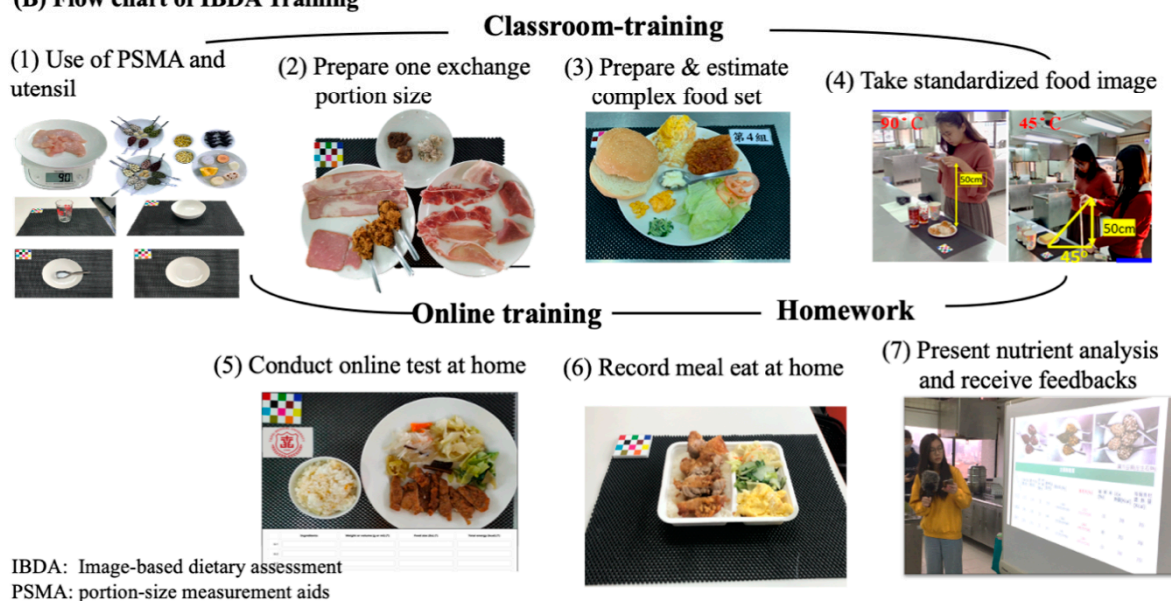 (B) Flow chart of IBDA Training
Classroom-training
(1) Use of PSMA and
utensil
(2) Prepare one exchange
portion size
(3) Prepare & estimate
complex food set
(4) Take standardized food image
90
第4組
90°C
50cm
45°C
50cm
45°
Online training
Homework
(5) Conduct online test at home
(6) Record meal eat at home
(7) Present nutrient analysis
and receive feedbacks
IBDA: Image-based dietary assessment
PSMA: portion-size measurement aids